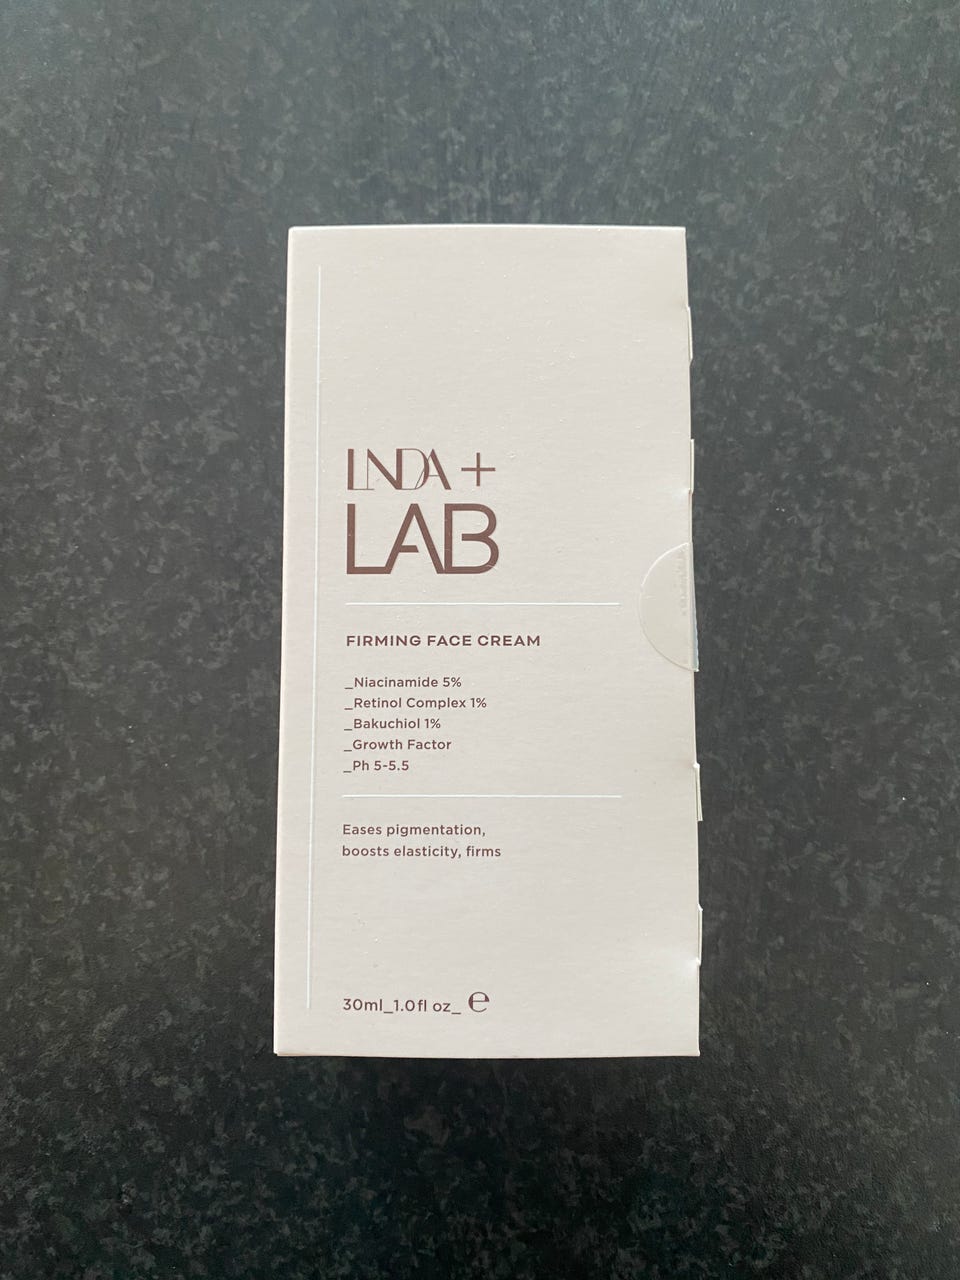 LINDA +
LAB
FIRMING FACE CREAM
_Niacinamide 5%
_Retinol Complex 1%
_Bakuchiol 1%
_Growth Factor
_Ph 5-5.5
Eases pigmentation,
boosts elasticity, firms
30ml_1.0fl oz_ ℮